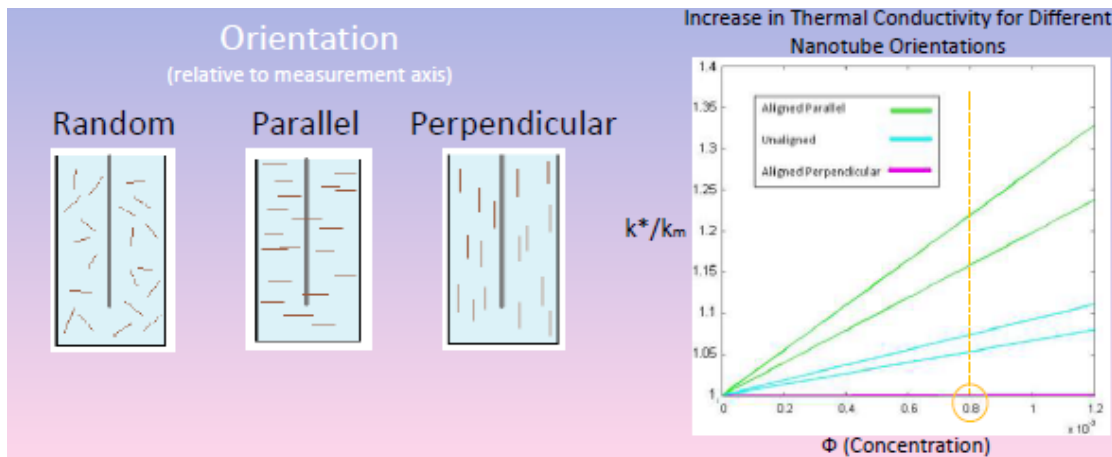 Orientation
(relative to measurement axis)
Random
Parallel
Perpendicular
Increase in Thermal Conductivity for Different
Nanotube Orientations
1.4
1.35
1.3
1.25
1.2
1.15
1.1
1.05
1
k*/kₘ
Aligned Parallel
Unaligned
Aligned Perpendicular
0 0.2 0.4 0.6 0.8 1 1.2
x 10⁻³
Φ (Concentration)